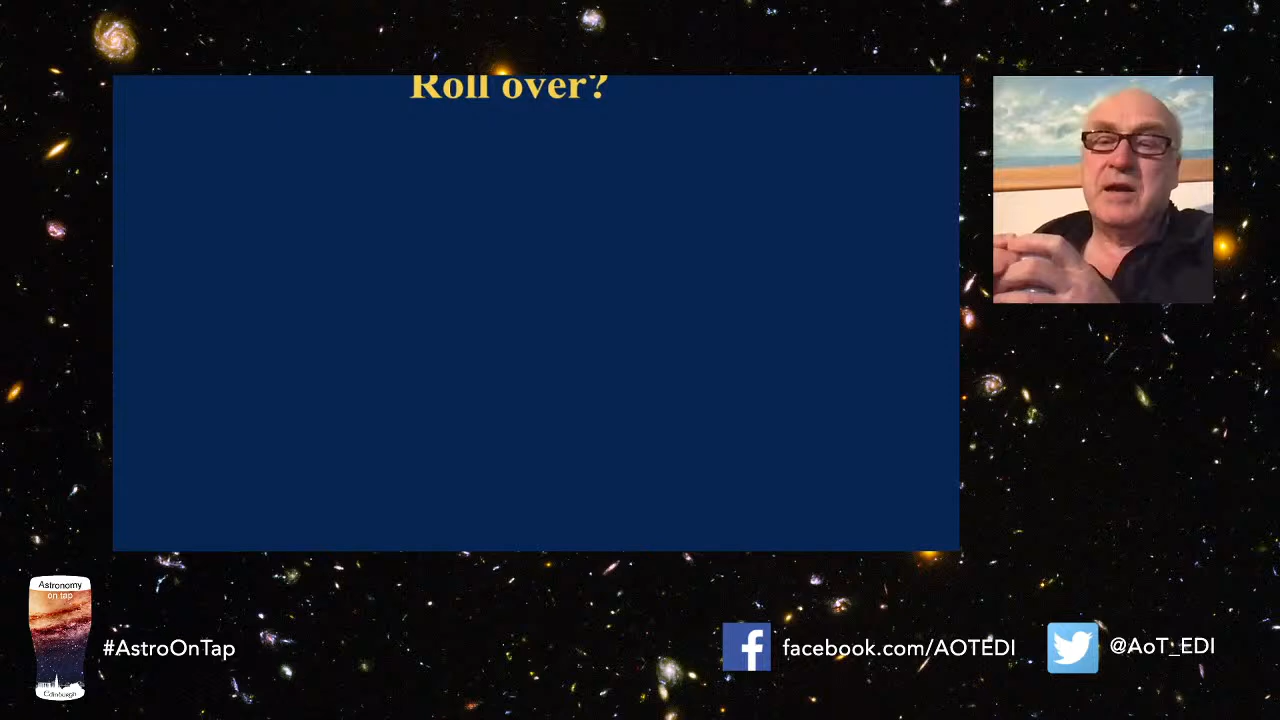 Roll over?
Astronomy
on tap
Edinburgh
#AstroOnTap
facebook.com/AOTEDI
@AoT_EDI